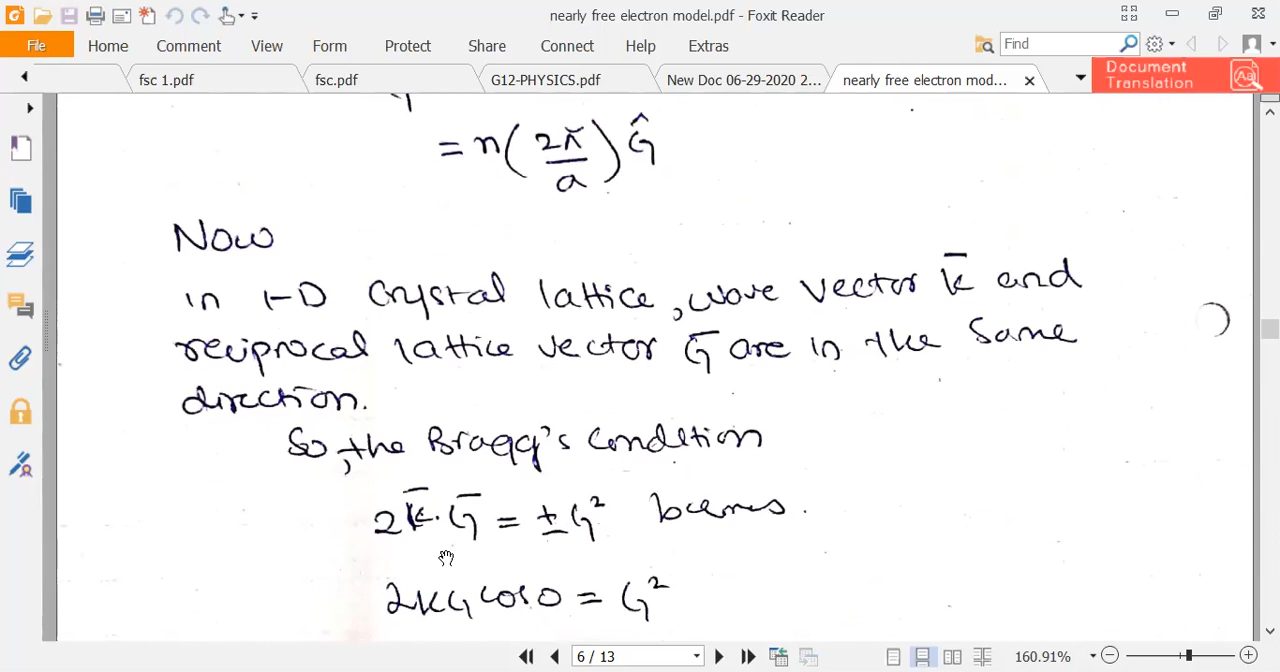 nearly free electron model.pdf - Foxit Reader
File Home Comment View Form Protect Share Connect Help Extras Find
fsc 1.pdf fsc.pdf G12-PHYSICS.pdf New Doc 06-29-2020 2... nearly free electron mod... Document Translation
= n(2π/a)Ĝ
Now
in 1-D Crystal lattice, wave vector k̅ and
reciprocal lattice vector G̅ are in the same
direction.
So, the Bragg's Condition
2k̅.G̅ = ±G² becomes.
2kG cos0 = G²
6 / 13 160.91%